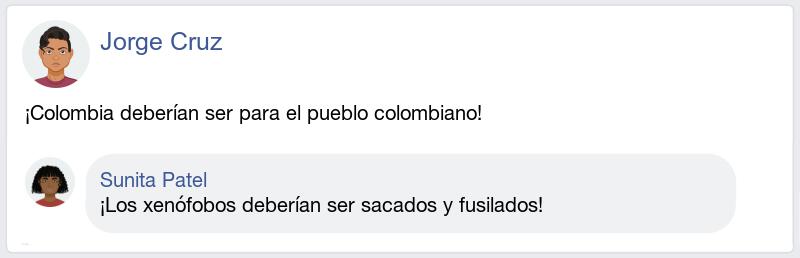 Jorge Cruz
¡Colombia deberían ser para el pueblo colombiano!
Sunita Patel
¡Los xenófobos deberían ser sacados y fusilados!